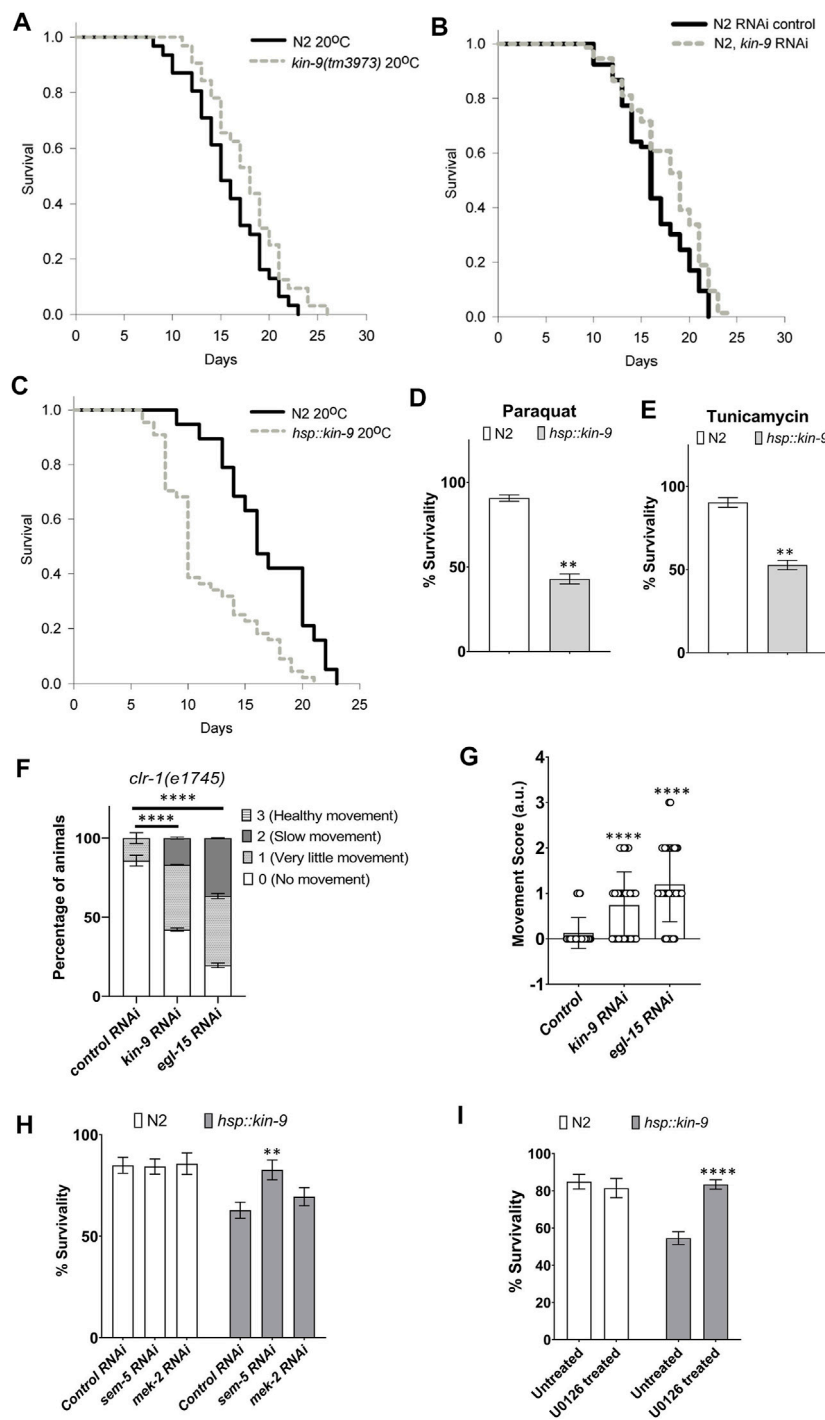 A
N2 20ºC
kin-9(tm3973) 20ºC
Survival
1.0
0.8
0.6
0.4
0.2
0.0
0 5 10 15 20 25 30
Days
B
N2 RNAi control
N2, kin-9 RNAi
Survival
1.0
0.8
0.6
0.4
0.2
0.0
0 5 10 15 20 25 30
Days
C
N2 20ºC
hsp::kin-9 20ºC
Survival
1.0
0.8
0.6
0.4
0.2
0.0
0 5 10 15 20 25
Days
D
Paraquat
N2 hsp::kin-9
% Survivality
100
50
0
**
E
Tunicamycin
N2 hsp::kin-9
% Survivality
100
50
0
**
F
clr-1(e1745)
****
****
3 (Healthy movement)
2 (Slow movement)
1 (Very little movement)
0 (No movement)
Percentage of animals
100
50
0
control RNAi
kin-9 RNAi
egl-15 RNAi
G
Movement Score (a.u.)
4
3
2
1
0
-1
****
****
Control
kin-9 RNAi
egl-15 RNAi
H
N2 hsp::kin-9
% Survivality
100
50
0
**
Control RNAi
sem-5 RNAi
mek-2 RNAi
Control RNAi
sem-5 RNAi
mek-2 RNAi
I
N2 hsp::kin-9
% Survivality
100
80
60
40
20
0
****
Untreated
U0126 treated
Untreated
U0126 treated